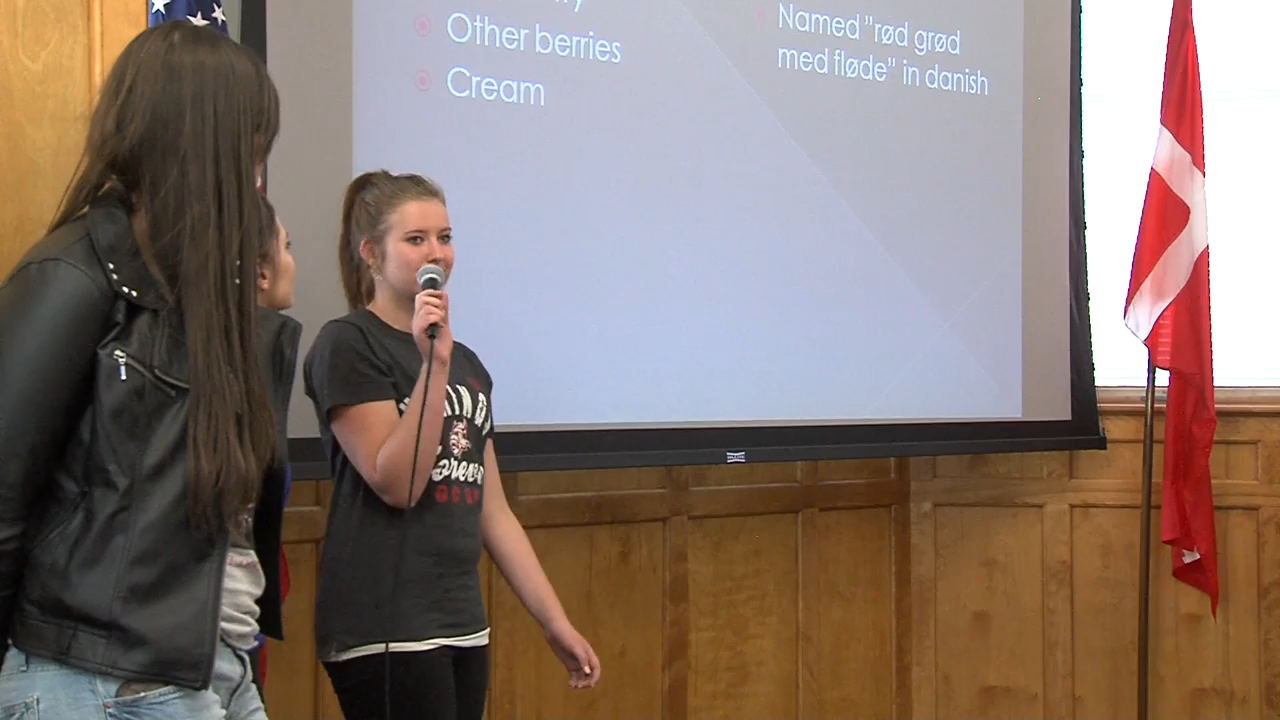 Other berries
Cream
Named "rød grød
med fløde" in danish